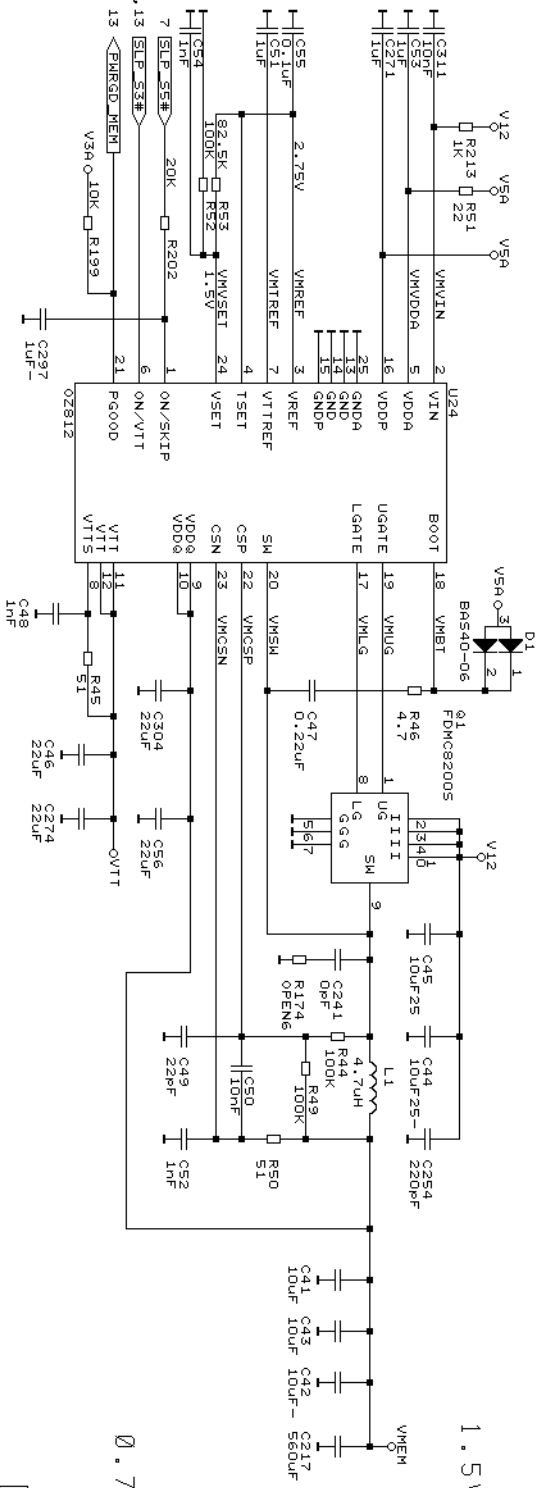 1.5
V12
V5A
V5A
R213
1K
R51
22
C311
10nF
C53
1uF
C271
1uF
VMVIN
VMVDDA
2
5
16
U24
VIN
VDDA
VDDP
25
13
14
15
GNDA
GND
GND
GNDP
C55
0.1uF
C51
1uF
2.75V
VMREF
VMTREF
3
7
4
VREF
VTTREF
TSET
82.5K
R53
100K
R52
C54
1nF
1.5V
VMVSET
24
VSET
7
SLP_S5#
20K
R202
1
ON/SKIP
.13
SLP_S3#
6
ON/VTT
13
PWRGD_MEM
V3A
10K
R199
21
PGOOD
C297
1uF-
OZ812
BOOT
18
VMBT
UGATE
19
VMUG
LGATE
17
VMLG
SW
20
VMSW
CSP
22
VMCSP
CSN
23
VMCSN
VDDQ
9
VDDQ
10
VTT
11
VTT
12
VTTS
8
V5A
3
D1
1
2
BAS40-06
R46
4.7
C47
0.22uF
Q1
FDMC8200S
1
UG
8
LG
IIII
2
3
4
10
GGG
5
6
7
SW
9
V12
C45
10uF25
C44
10uF25-
C254
220pF
L1
4.7uH
C241
0pF
R174
OPEN6
R44
100K
R49
100K
R50
51
C50
10nF
C49
22pF
C52
1nF
C304
22uF
C56
22uF
R45
51
C48
1nF
C46
22uF
C274
22uF
VTT
C41
10uF
C43
10uF
C42
10uF-
C217
560uF
VMEM
0.7